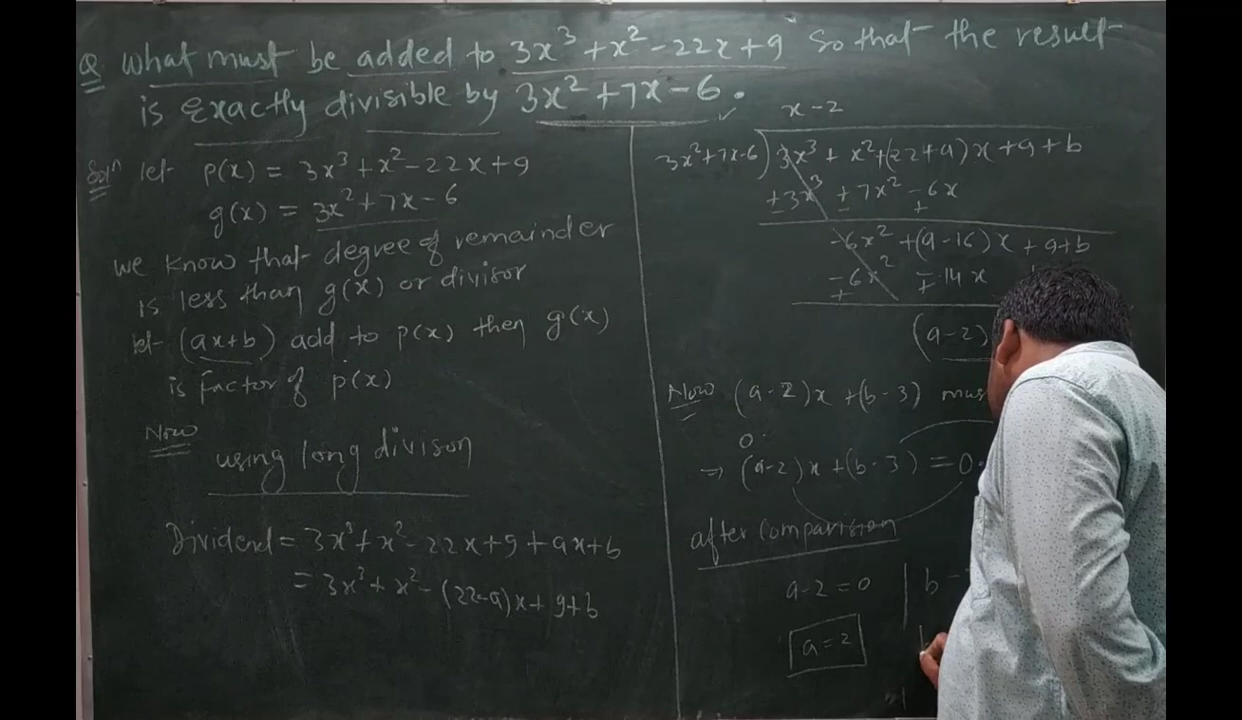 Q What must be added to 3x³ + x² - 22x + 9 so that the result
is exactly divisible by 3x² + 7x - 6.
Solⁿ let p(x) = 3x³ + x² - 22x + 9
g(x) = 3x² + 7x - 6
we know that degree of remainder
is less than g(x) or divisor
let (ax+b) add to p(x) then g(x)
is factor of p(x)
Now
using long divison
Dividend = 3x³ + x² - 22x + 9 + ax + b
= 3x³ + x² - (22-a)x + 9 + b
x - 2
3x² + 7x - 6 ) 3x³ + x² + (22+a)x + 9 + b
+3x³ + 7x² - 6x
- - +
-6x² + (a-16)x + 9+b
-6x² - 14x
+ +
(a-2)
Now (a-2)x + (b-3) mus
0.
⇒ (a-2)x + (b-3) = 0.
after comparision
a-2 = 0 | b -
a = 2